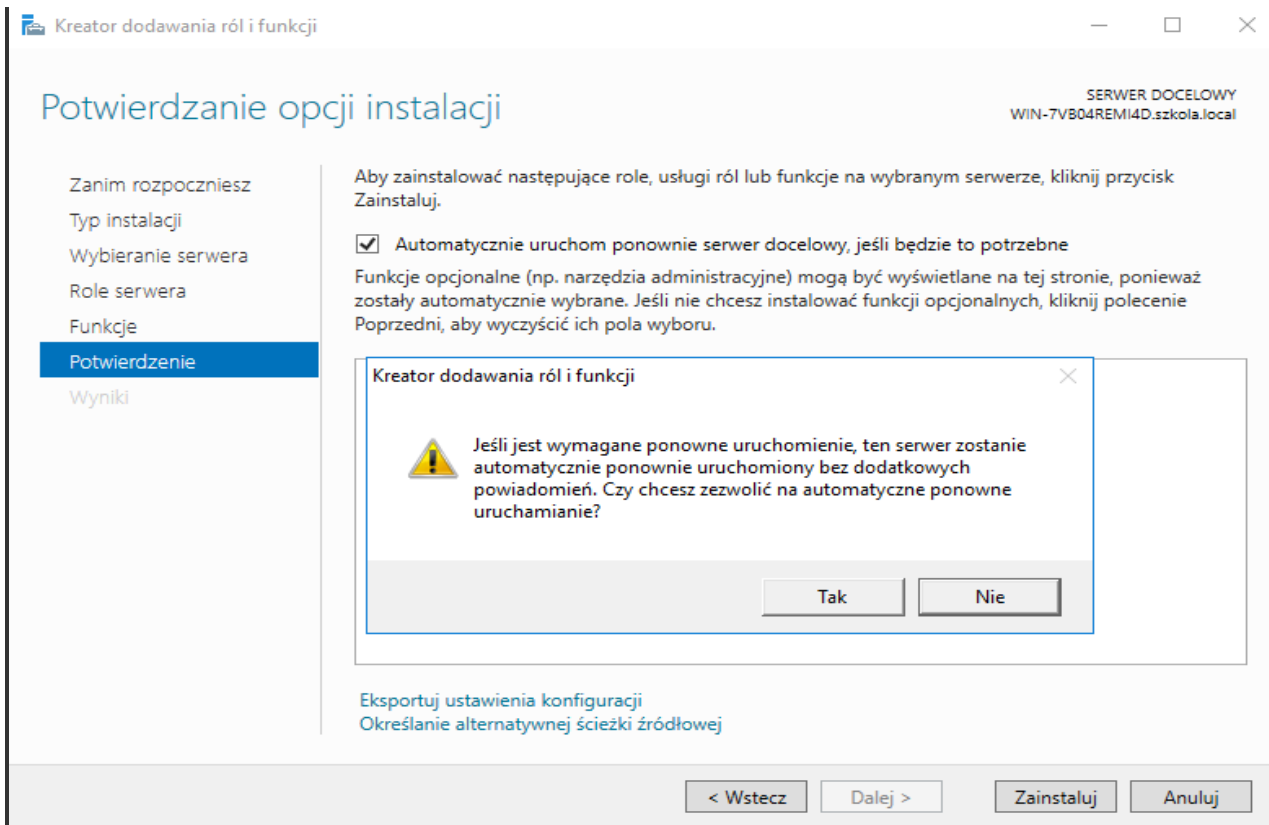 Kreator dodawania ról i funkcji
Potwierdzanie opcji instalacji
SERWER DOCELOWY
WIN-7VB04REMI4D.szkola.local
Zanim rozpoczniesz
Typ instalacji
Wybieranie serwera
Role serwera
Funkcje
Potwierdzenie
Wyniki
Aby zainstalować następujące role, usługi ról lub funkcje na wybranym serwerze, kliknij przycisk
Zainstaluj.
Automatycznie uruchom ponownie serwer docelowy, jeśli będzie to potrzebne
Funkcje opcjonalne (np. narzędzia administracyjne) mogą być wyświetlane na tej stronie, ponieważ
zostały automatycznie wybrane. Jeśli nie chcesz instalować funkcji opcjonalnych, kliknij polecenie
Poprzedni, aby wyczyścić ich pola wyboru.
Kreator dodawania ról i funkcji
Jeśli jest wymagane ponowne uruchomienie, ten serwer zostanie
automatycznie ponownie uruchomiony bez dodatkowych
powiadomień. Czy chcesz zezwolić na automatyczne ponowne
uruchamianie?
Tak
Nie
Eksportuj ustawienia konfiguracji
Określanie alternatywnej ścieżki źródłowej
< Wstecz
Dalej >
Zainstaluj
Anuluj